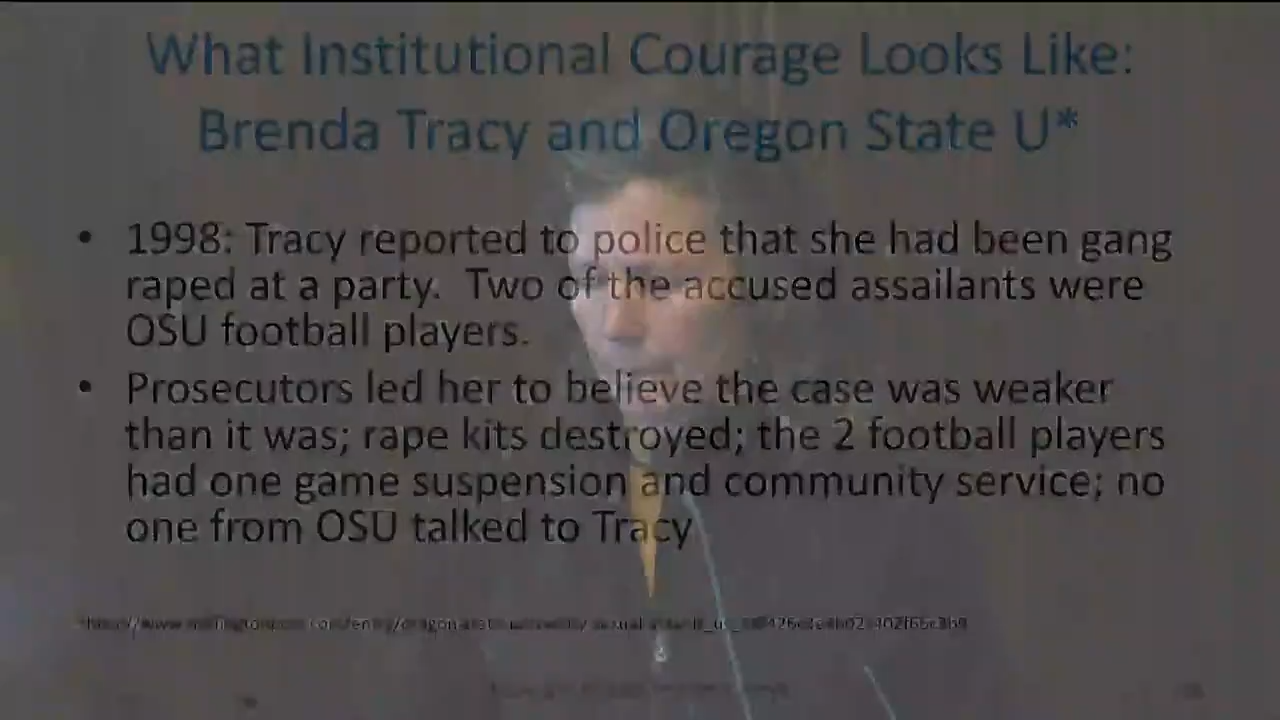 What Institutional Courage Looks Like:
Brenda Tracy and Oregon State U*
• 1998: Tracy reported to police that she had been gang
raped at a party. Two of the accused assailants were
OSU football players.
• Prosecutors led her to believe the case was weaker
than it was; rape kits destroyed; the 2 football players
had one game suspension and community service; no
one from OSU talked to Tracy